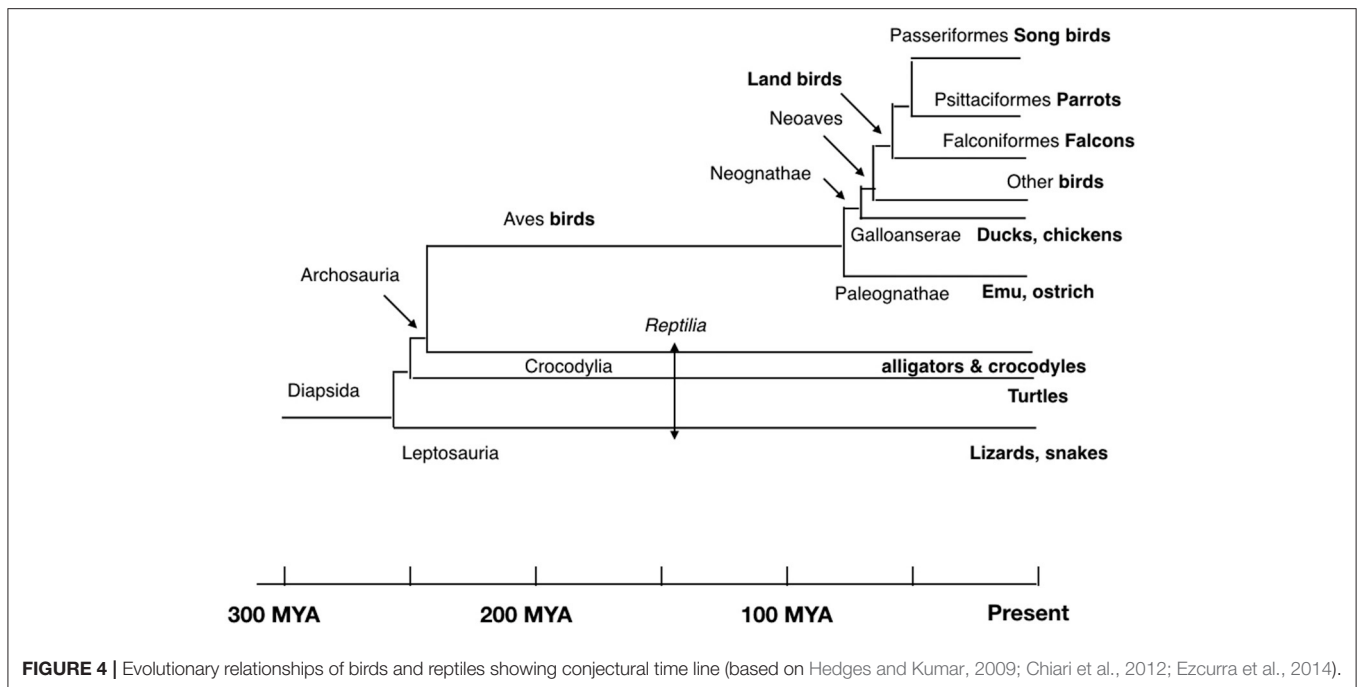 Passeriformes Song birds
Land birds
Psittaciformes Parrots
Neoaves
Falconiformes Falcons
Neognathae
Other birds
Aves birds
Galloanserae Ducks, chickens
Archosauria
Paleognathae Emu, ostrich
Reptilia
Crocodylia alligators & crocodyles
Diapsida
Turtles
Leptosauria Lizards, snakes
300 MYA 200 MYA 100 MYA Present
FIGURE 4 | Evolutionary relationships of birds and reptiles showing conjectural time line (based on Hedges and Kumar, 2009; Chiari et al., 2012; Ezcurra et al., 2014).